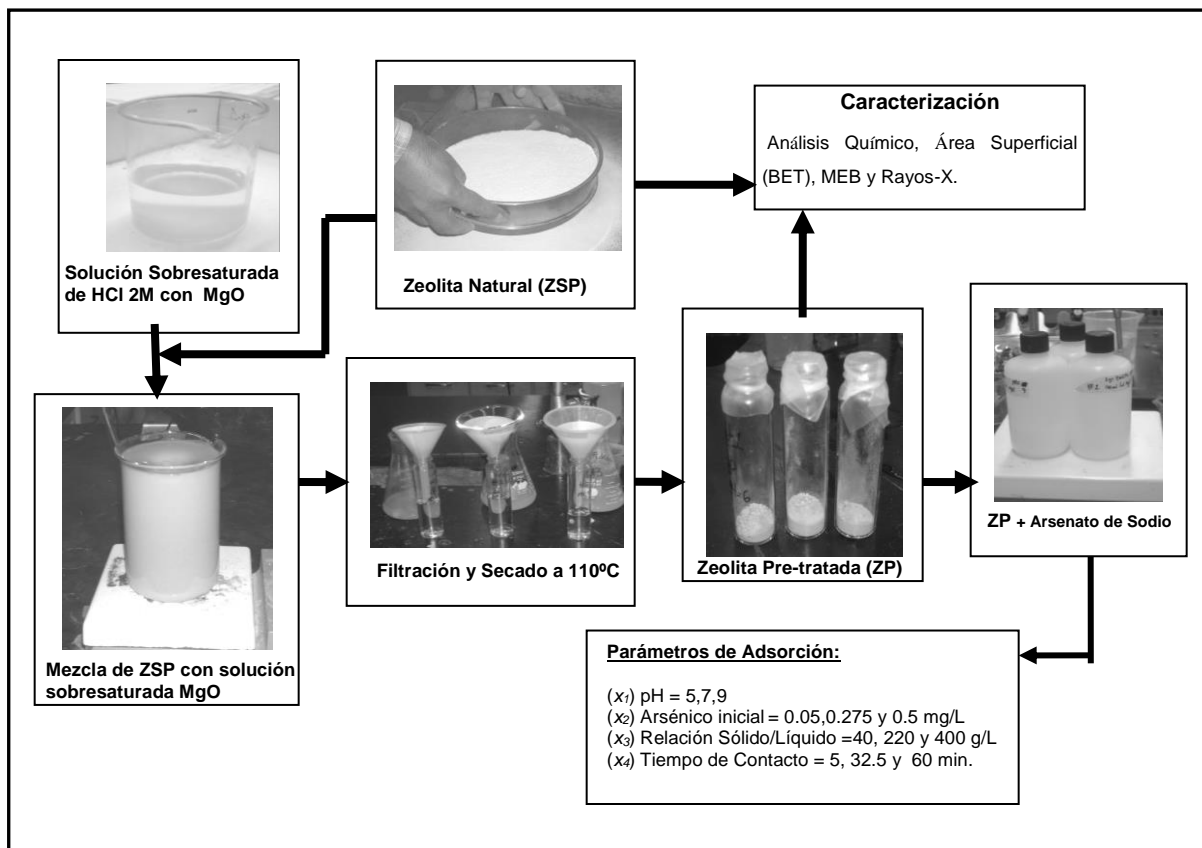 Solución Sobresaturada
de HCl 2M con MgO
Zeolita Natural (ZSP)
Caracterización
Análisis Químico, Área Superficial
(BET), MEB y Rayos-X.
Mezcla de ZSP con solución
sobresaturada MgO
Filtración y Secado a 110ºC
Zeolita Pre-tratada (ZP)
ZP + Arsenato de Sodio
Parámetros de Adsorción:
(x₁) pH = 5,7,9
(x₂) Arsénico inicial = 0.05,0.275 y 0.5 mg/L
(x₃) Relación Sólido/Líquido =40, 220 y 400 g/L
(x₄) Tiempo de Contacto = 5, 32.5 y 60 min.